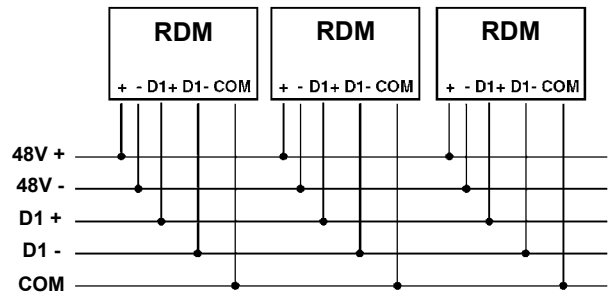 RDM RDM RDM
+ - D1+ D1- COM + - D1+ D1- COM + - D1+ D1- COM
48V +
48V -
D1 +
D1 -
COM